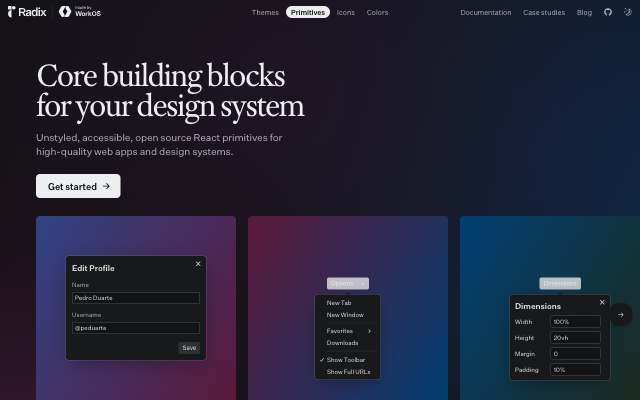 Radix
made by
WorkOS
Themes
Primitives
Icons
Colors
Documentation
Case studies
Blog
Core building blocks
for your design system
Unstyled, accessible, open source React primitives for
high-quality web apps and design systems.
Get started →
Edit Profile
Name
Pedro Duarte
Username
@peduarte
Save
Options
New Tab
New Window
Favorites
Downloads
✓ Show Toolbar
Show Full URLs
Dimensions
Dimensions
Width 100%
Height 20vh
Margin 0
Padding 10%